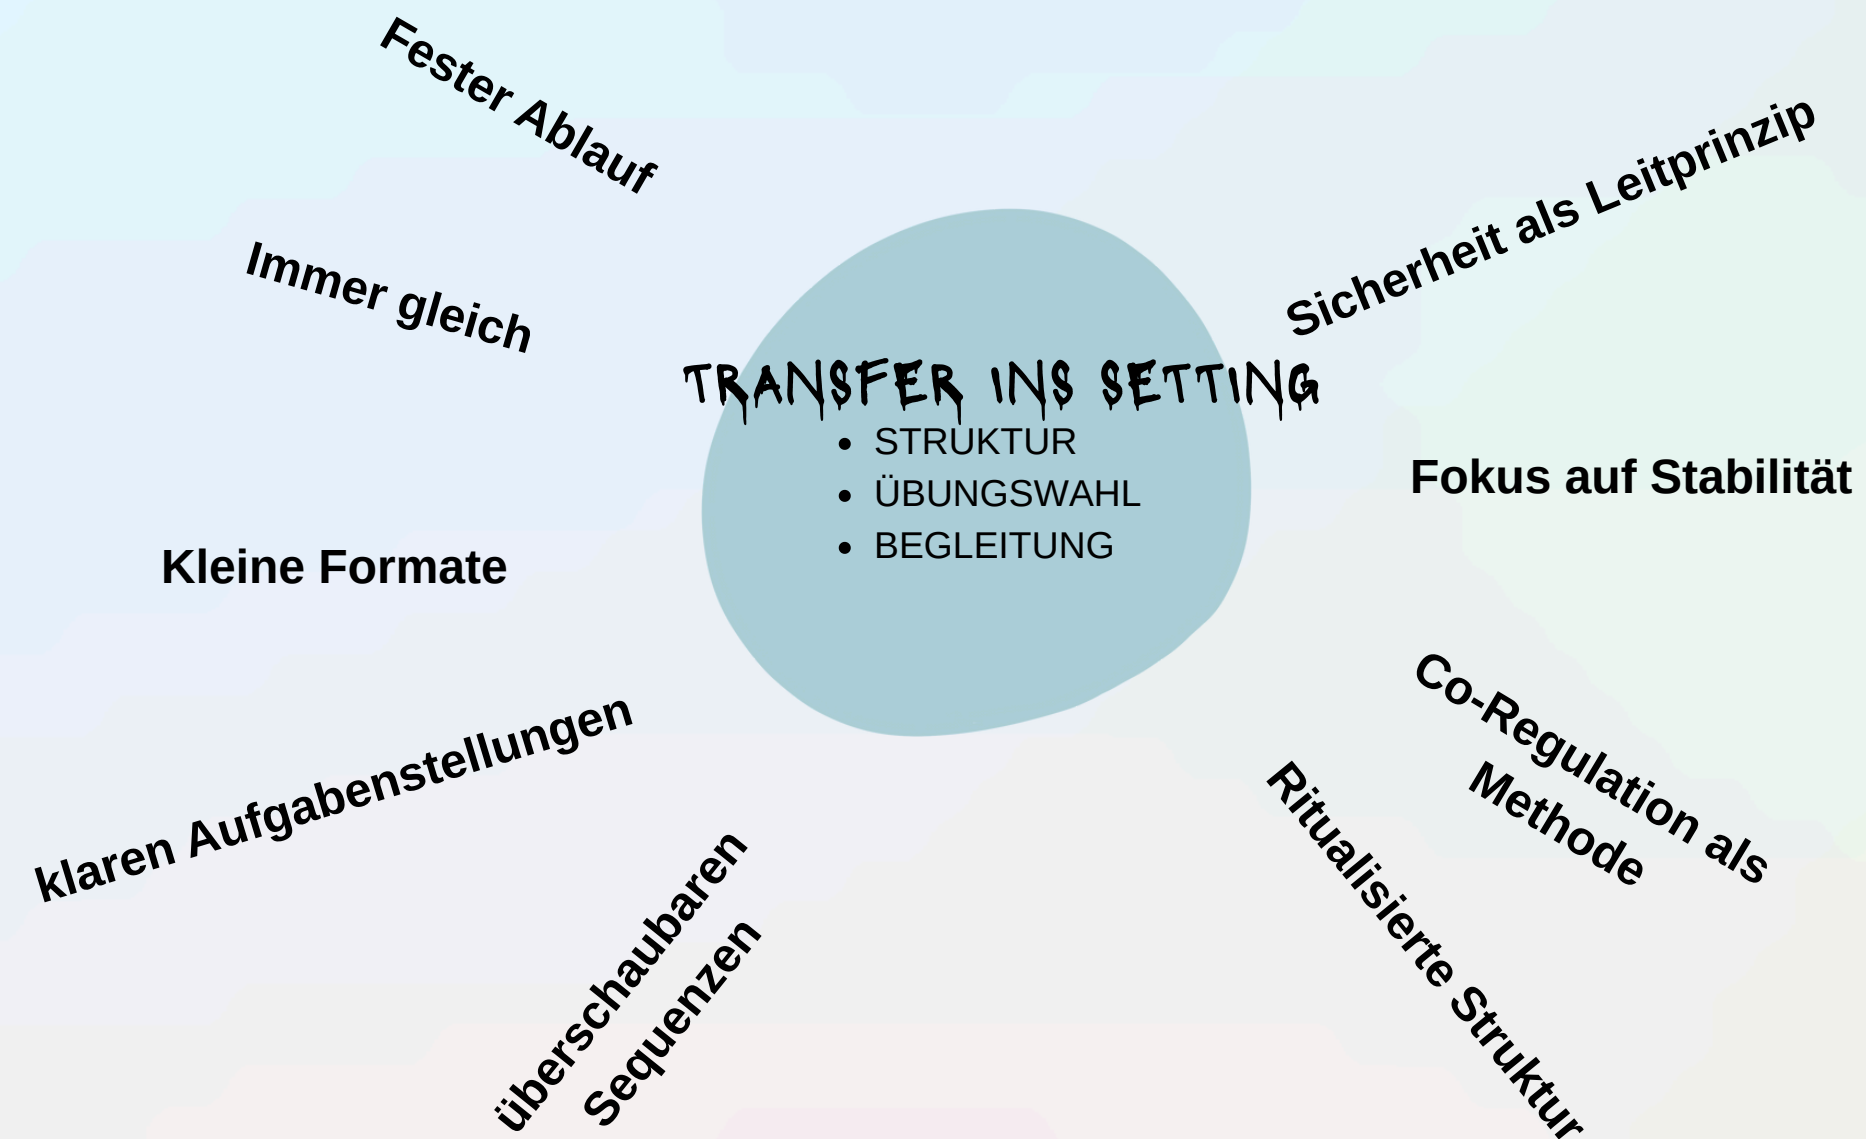 Fester Ablauf
Immer gleich
Kleine Formate
klaren Aufgabenstellungen
überschaubaren
Sequenzen
TRANSFER INS SETTING
• STRUKTUR
• ÜBUNGSWAHL
• BEGLEITUNG
Sicherheit als Leitprinzip
Fokus auf Stabilität
Co-Regulation als
Methode
Ritualisierte Struktur